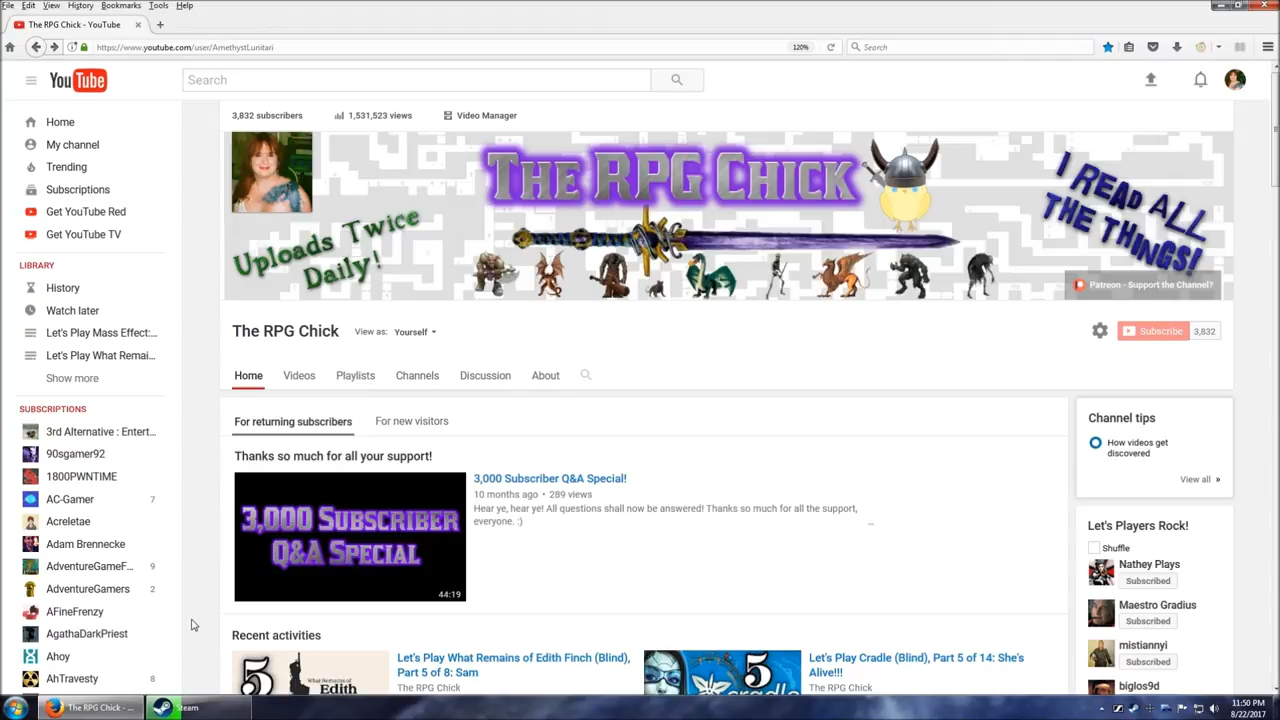 File Edit View History Bookmarks Tools Help
The RPG Chick - YouTube
https://www.youtube.com/user/AmethystLunitari
120%
Search
YouTube
Search
Home
My channel
Trending
Subscriptions
Get YouTube Red
Get YouTube TV
LIBRARY
History
Watch later
Let's Play Mass Effect:...
Let's Play What Remai...
Show more
SUBSCRIPTIONS
3rd Alternative : Entert...
90sgamer92
1800PWNTIME
AC-Gamer 7
Acreletae
Adam Brennecke
AdventureGameF... 9
AdventureGamers 2
AFineFrenzy
AgathaDarkPriest
Ahoy
AhTravesty 8
3,832 subscribers 1,531,523 views Video Manager
The RPG Chick
Uploads Twice
Daily!
I READ ALL
THE THINGS!
Patreon - Support the Channel?
The RPG Chick View as: Yourself
Subscribe 3,832
Home Videos Playlists Channels Discussion About
For returning subscribers For new visitors
Thanks so much for all your support!
3,000 Subscriber
Q&A Special
44:19
3,000 Subscriber Q&A Special!
10 months ago • 289 views
Hear ye, hear ye! All questions shall now be answered! Thanks so much for all the support,
everyone. :)
Recent activities
5
What Remains of
Edith
Let's Play What Remains of Edith Finch (Blind),
Part 5 of 8: Sam
The RPG Chick
5
Let's Play Cradle (Blind), Part 5 of 14: She's
Alive!!!
The RPG Chick
Channel tips
How videos get
discovered
View all »
Let's Players Rock!
Shuffle
Nathey Plays
Subscribed
Maestro Gradius
Subscribed
mistiannyi
Subscribed
biglos9d
The RPG Chick - ...
Steam
11:50 PM
8/22/2017